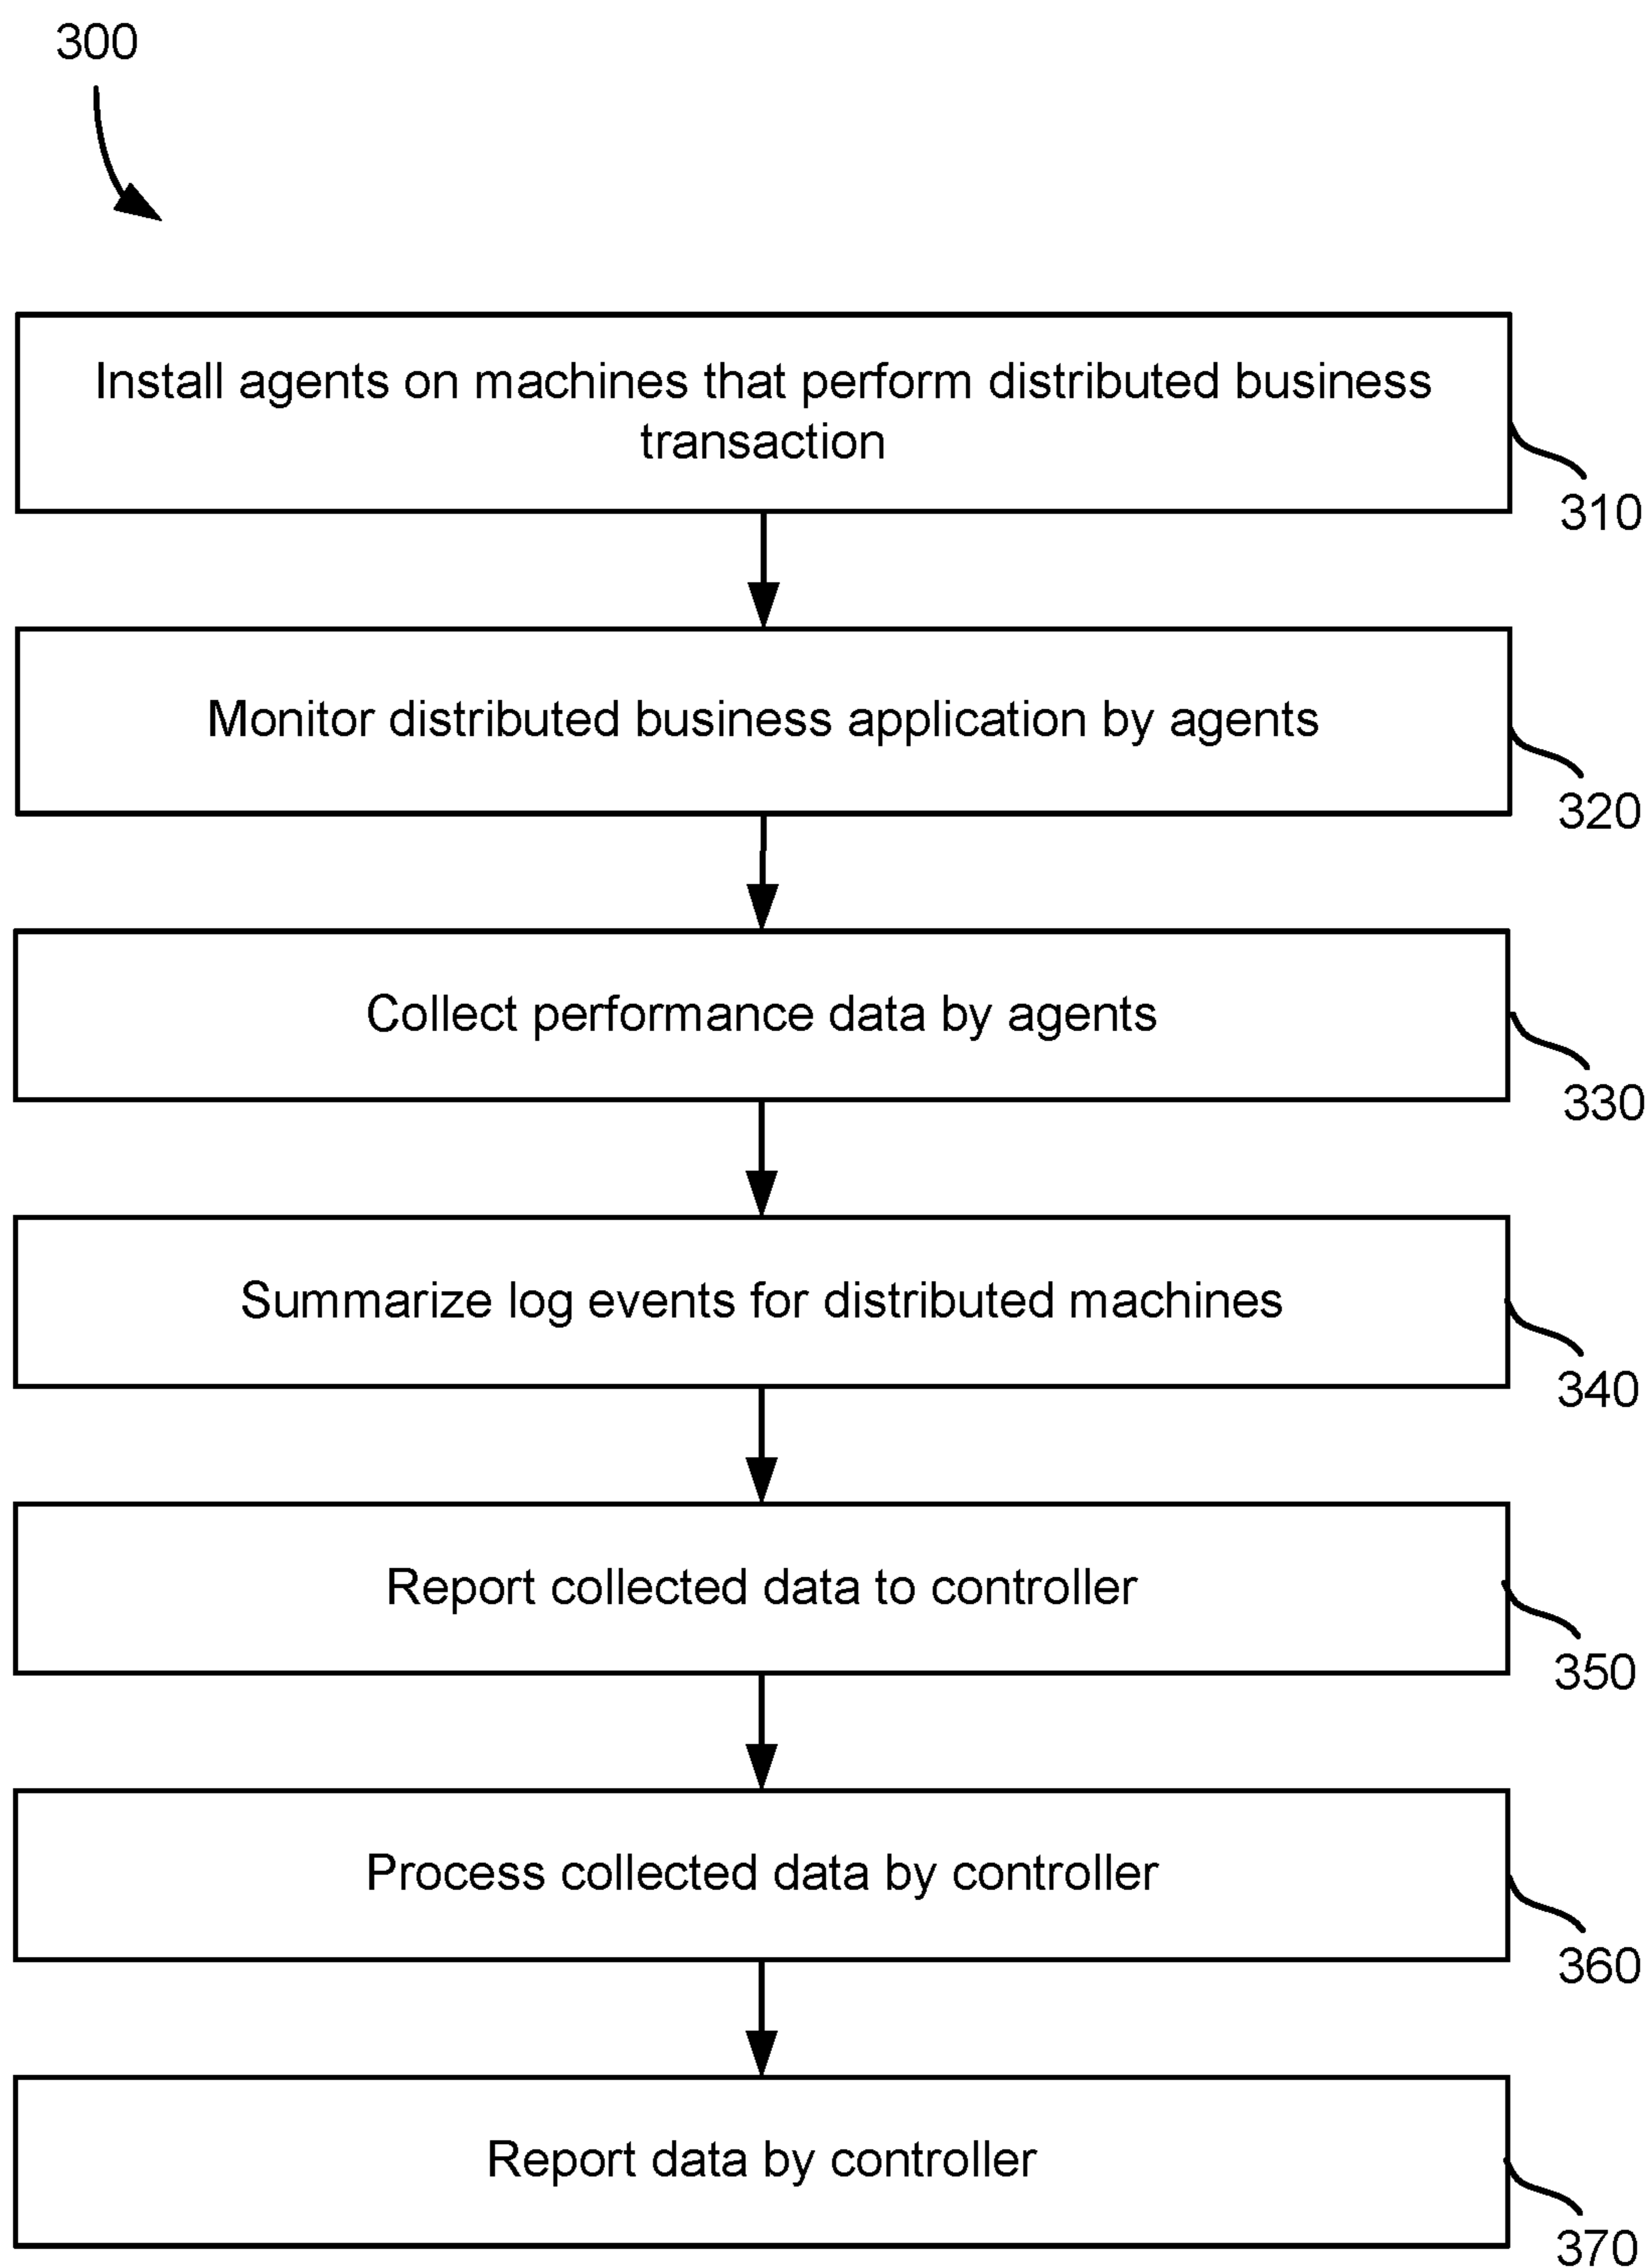 300
Install agents on machines that perform distributed business
transaction
310
Monitor distributed business application by agents
320
Collect performance data by agents
330
Summarize log events for distributed machines
340
Report collected data to controller
350
Process collected data by controller
360
Report data by controller
370